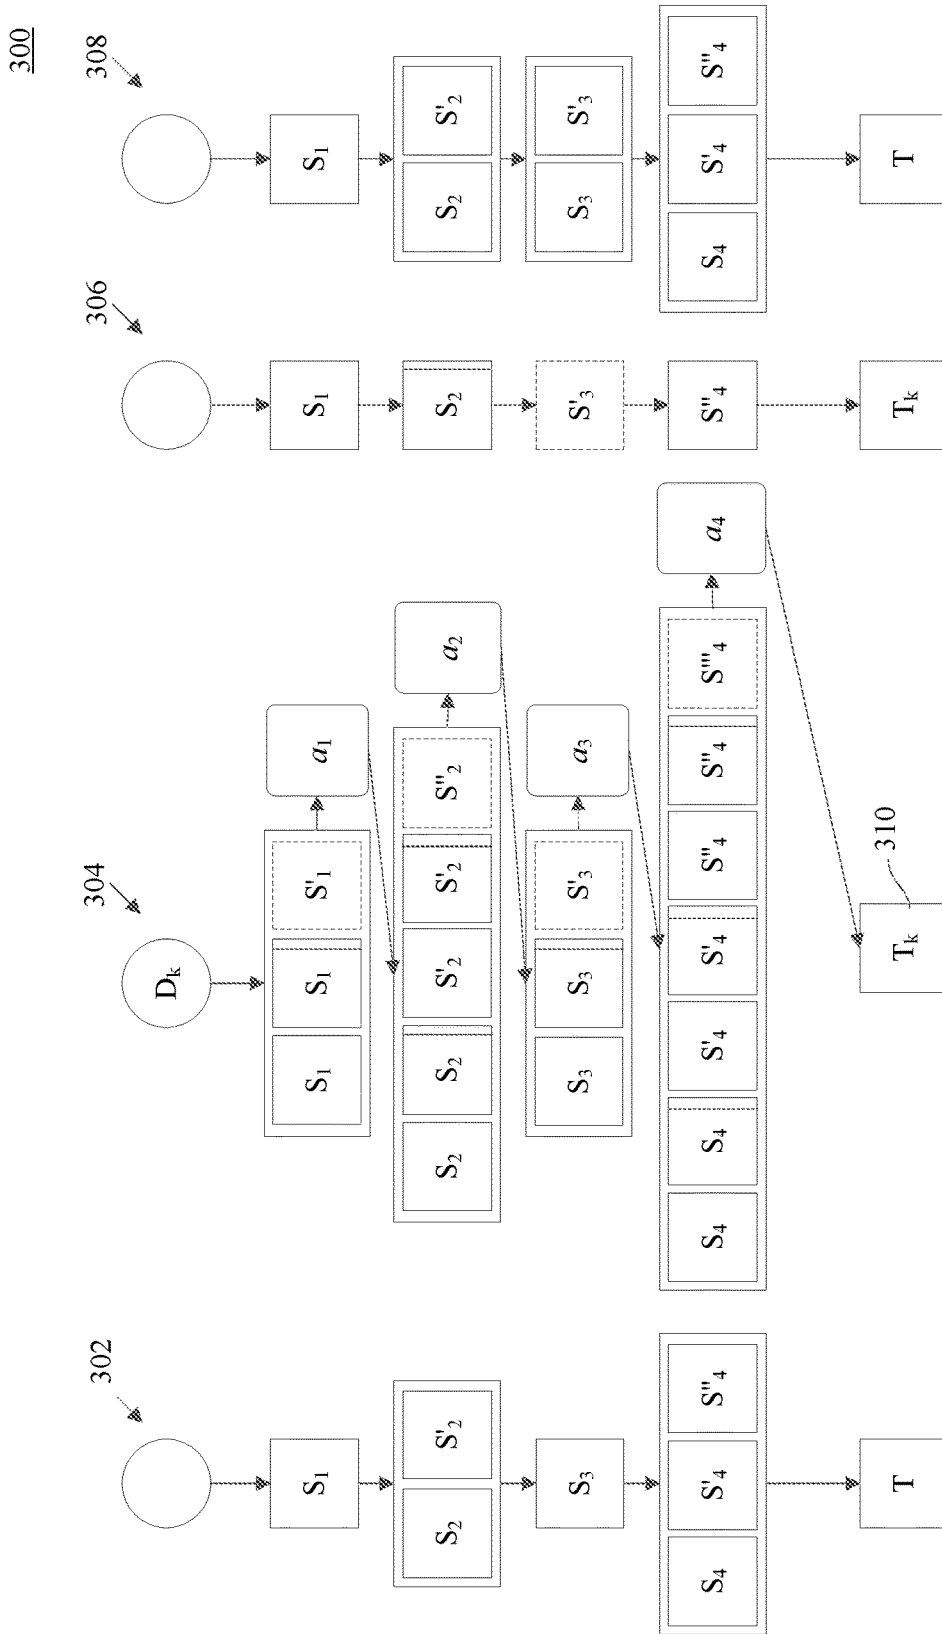 300
302
S₁
S₂ S'₂
S₃
S₄ S'₄ S''₄
T
304
Dₖ
S₁ S₁ S'₁ a₁
S₂ S₂ S'₂ S'₂ S''₂ a₂
S₃ S₃ S'₃ a₃
S₄ S₄ S'₄ S'₄ S''₄ S''₄ S'''₄ a₄
Tₖ 310
306
S₁
S₂
S'₃
S''₄
Tₖ
308
S₁
S₂ S'₂
S₃ S'₃
S₄ S'₄ S''₄
T